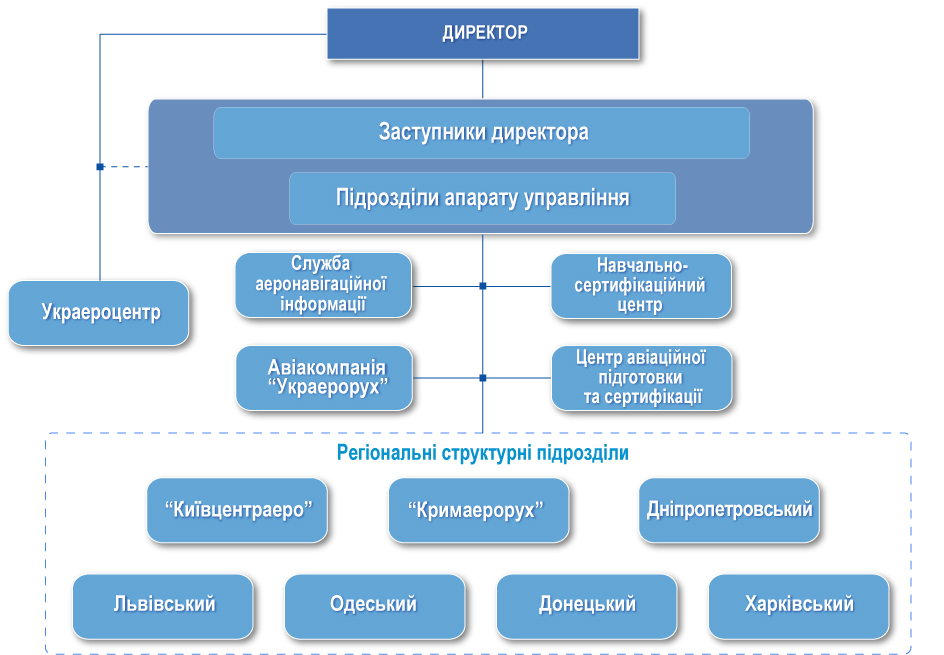 ДИРЕКТОР
Заступники директора
Підрозділи апарату управління
Служба
аеронавігаційної
інформації
Навчально-
сертифікаційний
центр
Украероцентр
Авіакомпанія
“Украерорух”
Центр авіаційної
підготовки
та сертифікації
Регіональні структурні підрозділи
“Київцентраеро”
“Кримаерорух”
Дніпропетровський
Львівський
Одеський
Донецький
Харківський